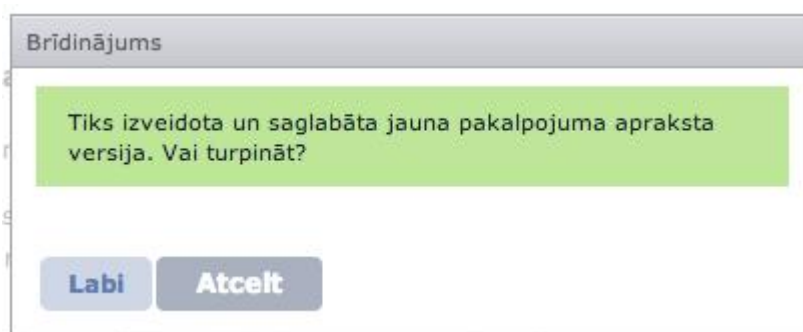 Brīdinājums
Tiks izveidota un saglabāta jauna pakalpojuma apraksta
versija. Vai turpināt?
Labi Atcelt